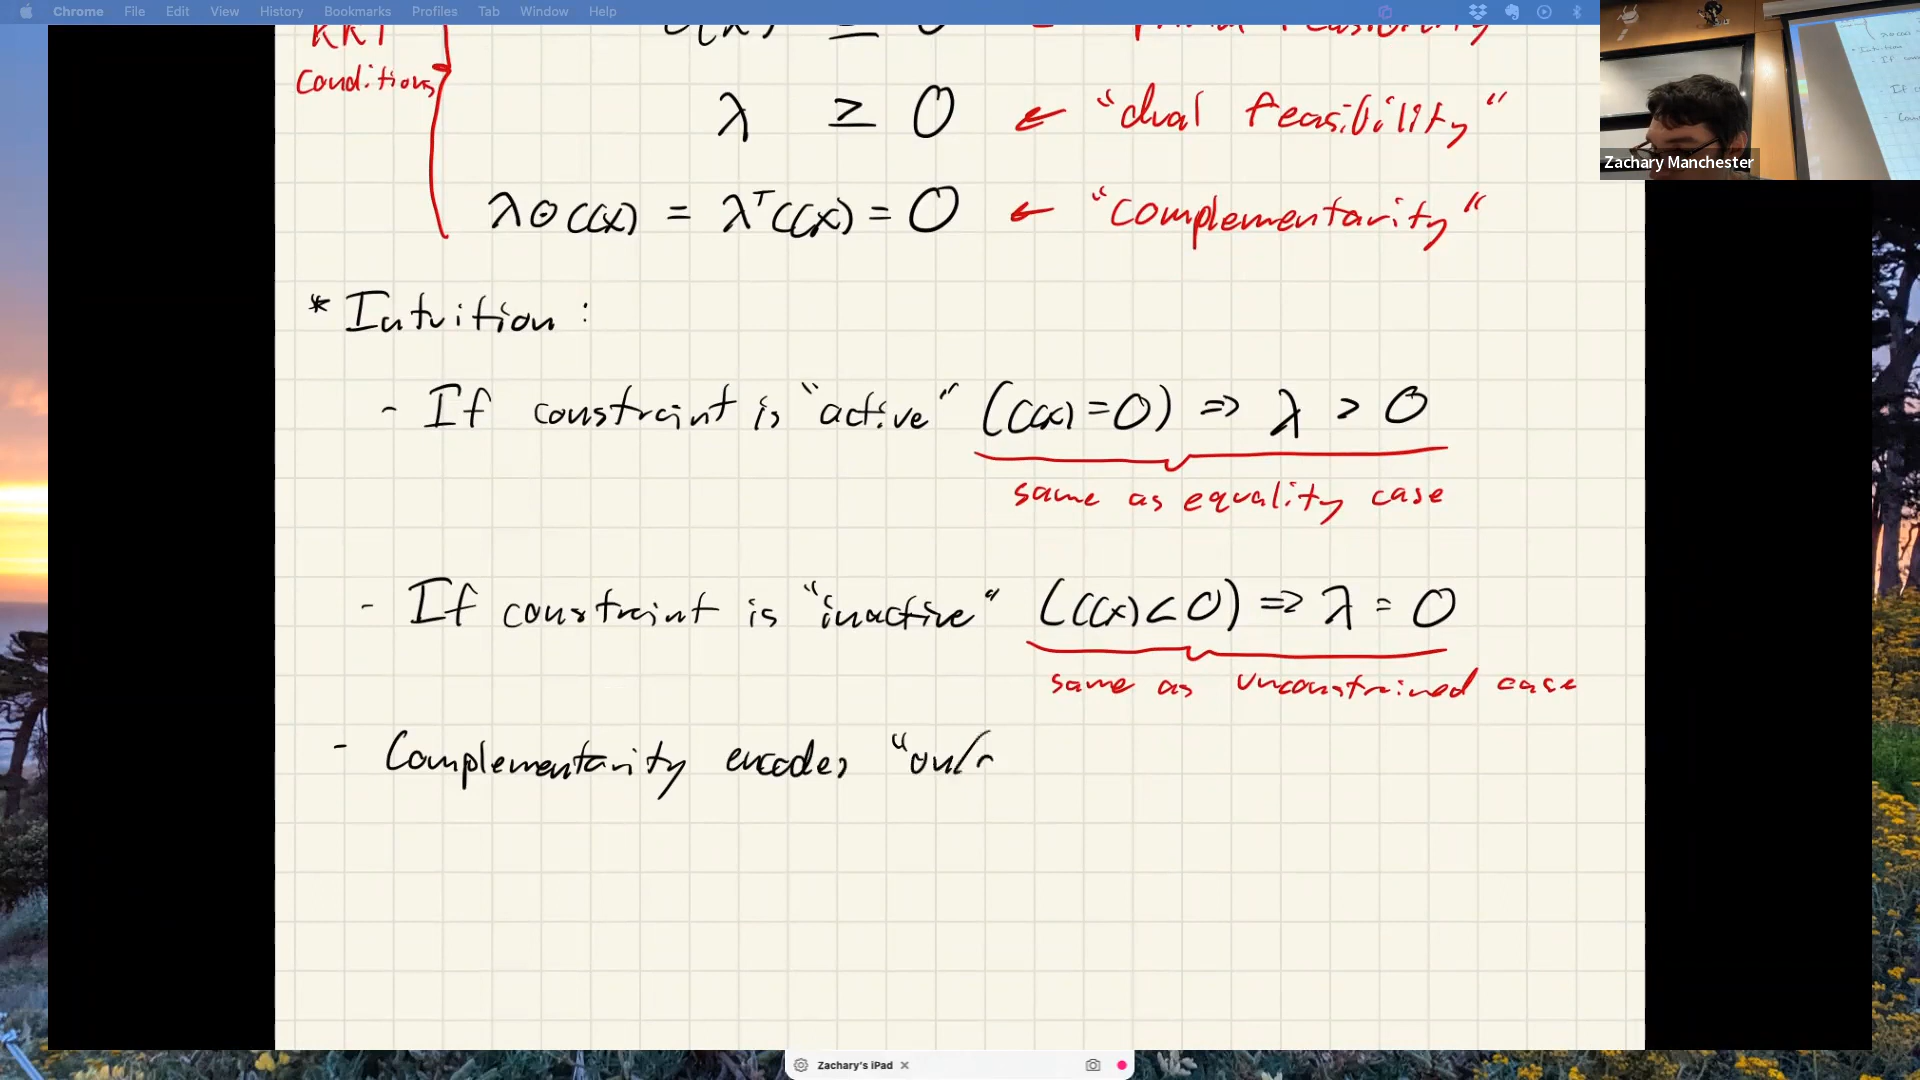 Chrome File Edit View History Bookmarks Profiles Tab Window Help
KKT
Conditions
λ ≥ 0 ← "dual feasibility"
λ⊙c(x) = λᵀc(x) = 0 ← "complementarity"
Zachary Manchester
* Intuition :
- If constraint is "active" (c(x) = 0) ⇒ λ > 0
same as equality case
- If constraint is "inactive" (c(x) < 0) ⇒ λ = 0
same as unconstrained case
- Complementarity encodes "on/
Zachary's iPad